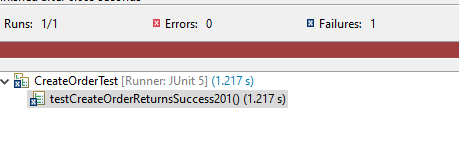 Runs: 1/1 Errors: 0 Failures: 1
CreateOrderTest [Runner: JUnit 5] (1.217 s)
testCreateOrderReturnsSuccess201() (1.217 s)